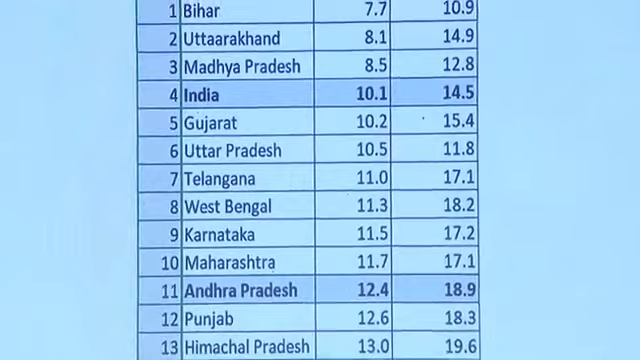 1 Bihar 7.7 10.9
2 Uttaarakhand 8.1 14.9
3 Madhya Pradesh 8.5 12.8
4 India 10.1 14.5
5 Gujarat 10.2 15.4
6 Uttar Pradesh 10.5 11.8
7 Telangana 11.0 17.1
8 West Bengal 11.3 18.2
9 Karnataka 11.5 17.2
10 Maharashtra 11.7 17.1
11 Andhra Pradesh 12.4 18.9
12 Punjab 12.6 18.3
13 Himachal Pradesh 13.0 19.6